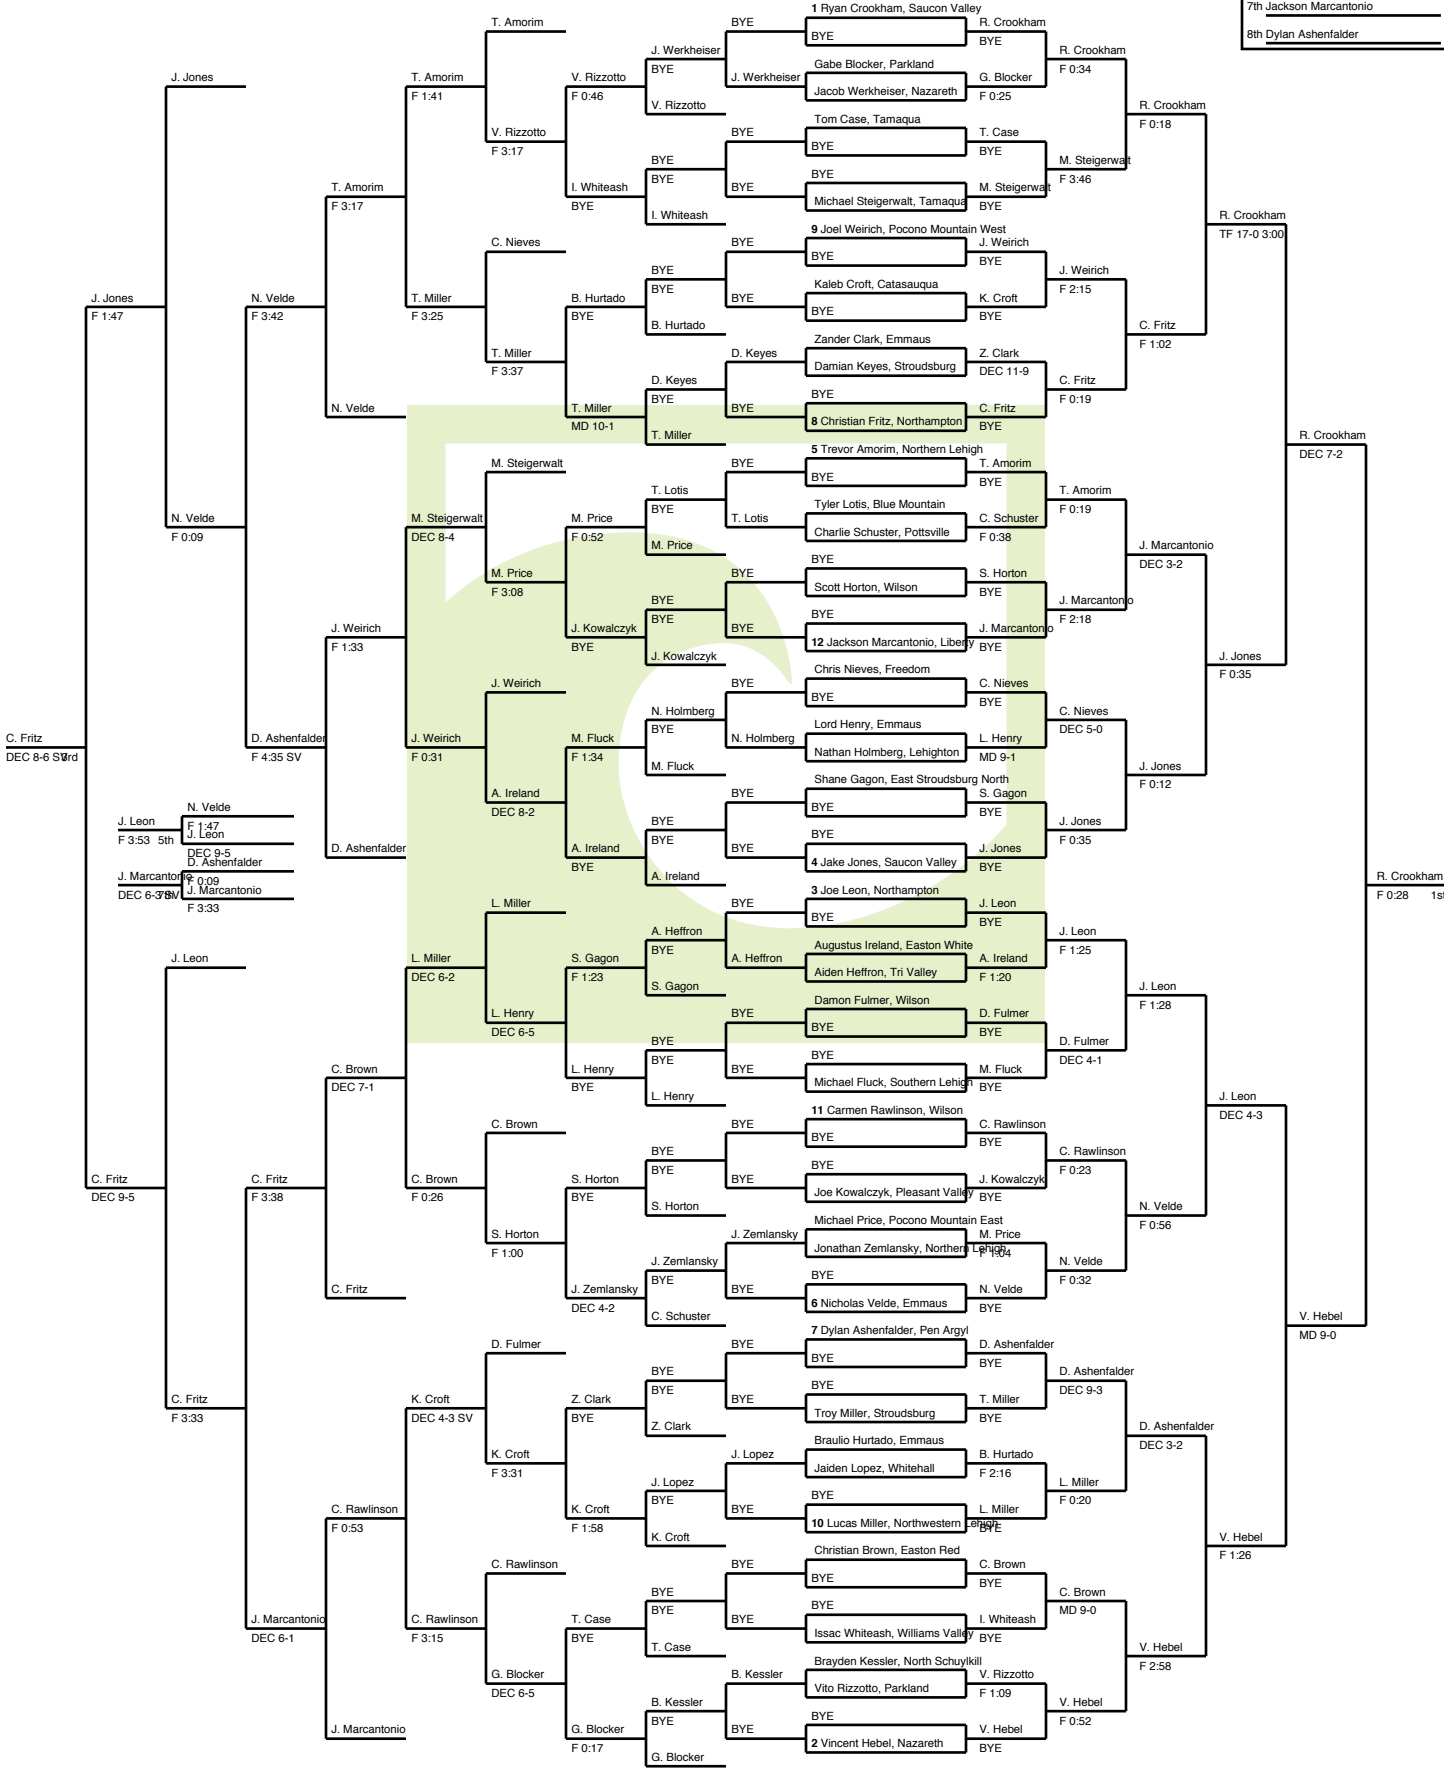 7th Jackson Marcantonio
8th Dylan Ashenfalder
C. Fritz
DEC 8-6 SV 3rd
J. Jones
F 1:47
C. Fritz
DEC 9-5
J. Jones
N. Velde
F 0:09
J. Leon
C. Fritz
F 3:33
N. Velde
F 1:47
J. Leon
F 3:53 5th
J. Leon
DEC 9-5
D. Ashenfalder
F 0:09
J. Marcantonio
DEC 6-3 SV 7th
J. Marcantonio
F 3:33
N. Velde
F 3:42
D. Ashenfalder
F 4:35 SV
C. Fritz
F 3:38
J. Marcantonio
DEC 6-1
T. Amorim
F 3:17
N. Velde
J. Weirich
F 1:33
D. Ashenfalder
C. Brown
DEC 7-1
C. Fritz
C. Rawlinson
F 0:53
J. Marcantonio
T. Amorim
F 1:41
T. Miller
F 3:25
M. Steigerwalt
DEC 8-4
J. Weirich
F 0:31
L. Miller
DEC 6-2
C. Brown
F 0:26
K. Croft
DEC 4-3 SV
C. Rawlinson
F 3:15
T. Amorim
V. Rizzotto
F 3:17
C. Nieves
T. Miller
F 3:37
M. Steigerwalt
M. Price
F 3:08
J. Weirich
A. Ireland
DEC 8-2
L. Miller
L. Henry
DEC 6-5
C. Brown
S. Horton
F 1:00
D. Fulmer
K. Croft
F 3:31
C. Rawlinson
G. Blocker
DEC 6-5
V. Rizzotto
F 0:46
I. Whiteash
BYE
B. Hurtado
BYE
T. Miller
MD 10-1
M. Price
F 0:52
J. Kowalczyk
BYE
M. Fluck
F 1:34
A. Ireland
BYE
S. Gagon
F 1:23
L. Henry
BYE
S. Horton
BYE
J. Zemlansky
DEC 4-2
Z. Clark
BYE
K. Croft
F 1:58
T. Case
BYE
G. Blocker
F 0:17
J. Werkheiser
BYE
V. Rizzotto
BYE
BYE
I. Whiteash
BYE
BYE
B. Hurtado
D. Keyes
BYE
T. Miller
T. Lotis
BYE
M. Price
BYE
BYE
J. Kowalczyk
N. Holmberg
BYE
M. Fluck
BYE
BYE
A. Ireland
A. Heffron
BYE
S. Gagon
BYE
BYE
L. Henry
BYE
BYE
S. Horton
J. Zemlansky
BYE
C. Schuster
BYE
BYE
Z. Clark
J. Lopez
BYE
K. Croft
BYE
BYE
T. Case
B. Kessler
BYE
G. Blocker
BYE
J. Werkheiser
BYE
BYE
BYE
BYE
D. Keyes
BYE
BYE
T. Lotis
BYE
BYE
BYE
N. Holmberg
BYE
BYE
BYE
A. Heffron
BYE
BYE
BYE
BYE
J. Zemlansky
BYE
BYE
BYE
J. Lopez
BYE
BYE
BYE
B. Kessler
BYE
1 Ryan Crookham, Saucon Valley
BYE
Gabe Blocker, Parkland
Jacob Werkheiser, Nazareth
Tom Case, Tamaqua
BYE
BYE
Michael Steigerwalt, Tamaqua
9 Joel Weirich, Pocono Mountain West
BYE
Kaleb Croft, Catasauqua
BYE
Zander Clark, Emmaus
Damian Keyes, Stroudsburg
BYE
8 Christian Fritz, Northampton
5 Trevor Amorim, Northern Lehigh
BYE
Tyler Lotis, Blue Mountain
Charlie Schuster, Pottsville
BYE
Scott Horton, Wilson
BYE
12 Jackson Marcantonio, Liberty
Chris Nieves, Freedom
BYE
Lord Henry, Emmaus
Nathan Holmberg, Lehighton
Shane Gagon, East Stroudsburg North
BYE
BYE
4 Jake Jones, Saucon Valley
3 Joe Leon, Northampton
BYE
Augustus Ireland, Easton White
Aiden Heffron, Tri Valley
Damon Fulmer, Wilson
BYE
BYE
Michael Fluck, Southern Lehigh
11 Carmen Rawlinson, Wilson
BYE
BYE
Joe Kowalczyk, Pleasant Valley
Michael Price, Pocono Mountain East
Jonathan Zemlansky, Northern Lehigh
BYE
6 Nicholas Velde, Emmaus
7 Dylan Ashenfalder, Pen Argyl
BYE
BYE
Troy Miller, Stroudsburg
Braulio Hurtado, Emmaus
Jaiden Lopez, Whitehall
BYE
10 Lucas Miller, Northwestern Lehigh
Christian Brown, Easton Red
BYE
BYE
Issac Whiteash, Williams Valley
Brayden Kessler, North Schuylkill
Vito Rizzotto, Parkland
BYE
2 Vincent Hebel, Nazareth
R. Crookham
BYE
G. Blocker
F 0:25
T. Case
BYE
M. Steigerwalt
BYE
J. Weirich
BYE
K. Croft
BYE
Z. Clark
DEC 11-9
C. Fritz
BYE
T. Amorim
BYE
C. Schuster
F 0:38
S. Horton
BYE
J. Marcantonio
BYE
C. Nieves
BYE
L. Henry
MD 9-1
S. Gagon
BYE
J. Jones
BYE
J. Leon
BYE
A. Ireland
F 1:20
D. Fulmer
BYE
M. Fluck
BYE
C. Rawlinson
BYE
J. Kowalczyk
BYE
M. Price
F 1:04
N. Velde
BYE
D. Ashenfalder
BYE
T. Miller
BYE
B. Hurtado
F 2:16
L. Miller
BYE
C. Brown
BYE
I. Whiteash
BYE
V. Rizzotto
F 1:09
V. Hebel
BYE
R. Crookham
F 0:34
M. Steigerwalt
F 3:46
J. Weirich
F 2:15
C. Fritz
F 0:19
T. Amorim
F 0:19
J. Marcantonio
F 2:18
C. Nieves
DEC 5-0
J. Jones
F 0:35
J. Leon
F 1:25
D. Fulmer
DEC 4-1
C. Rawlinson
F 0:23
N. Velde
F 0:32
D. Ashenfalder
DEC 9-3
L. Miller
F 0:20
C. Brown
MD 9-0
V. Hebel
F 0:52
R. Crookham
F 0:18
C. Fritz
F 1:02
J. Marcantonio
DEC 3-2
J. Jones
F 0:12
J. Leon
F 1:28
N. Velde
F 0:56
D. Ashenfalder
DEC 3-2
V. Hebel
F 2:58
R. Crookham
TF 17-0 3:00
J. Jones
F 0:35
J. Leon
DEC 4-3
V. Hebel
F 1:26
R. Crookham
DEC 7-2
V. Hebel
MD 9-0
R. Crookham
F 0:28 1st